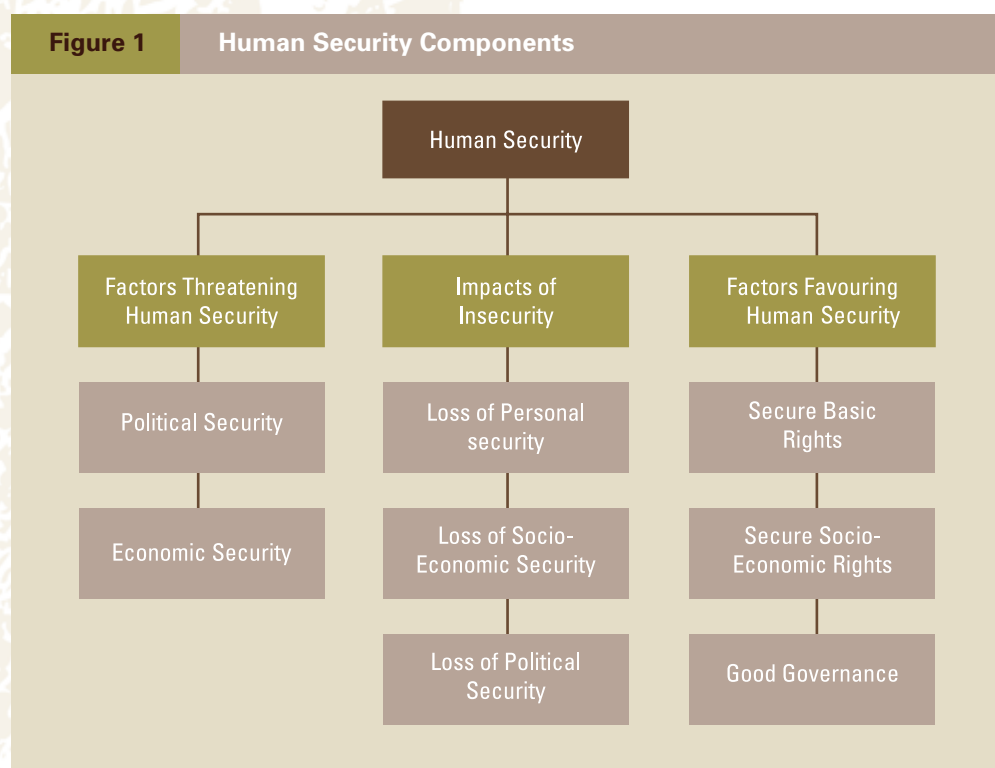 Figure 1
Human Security Components
Human Security
Factors Threatening
Human Security
Political Security
Economic Security
Impacts of
Insecurity
Loss of Personal
security
Loss of Socio-
Economic Security
Loss of Political
Security
Factors Favouring
Human Security
Secure Basic
Rights
Secure Socio-
Economic Rights
Good Governance